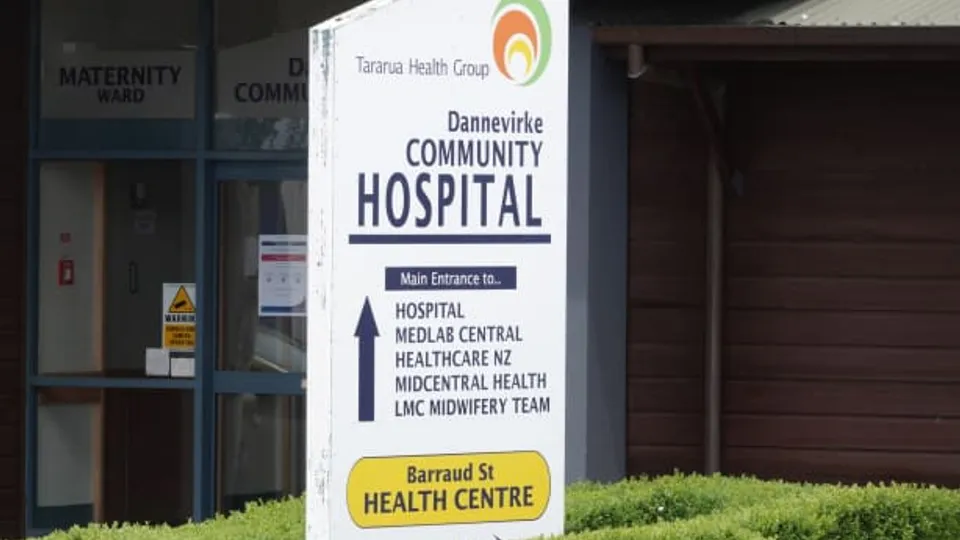 MATERNITY
WARD
Tararua Health Group
Dannevirke
COMMUNITY
HOSPITAL
Main Entrance to..
HOSPITAL
MEDLAB CENTRAL
HEALTHCARE NZ
MIDCENTRAL HEALTH
LMC MIDWIFERY TEAM
Barraud St
HEALTH CENTRE
WARNING